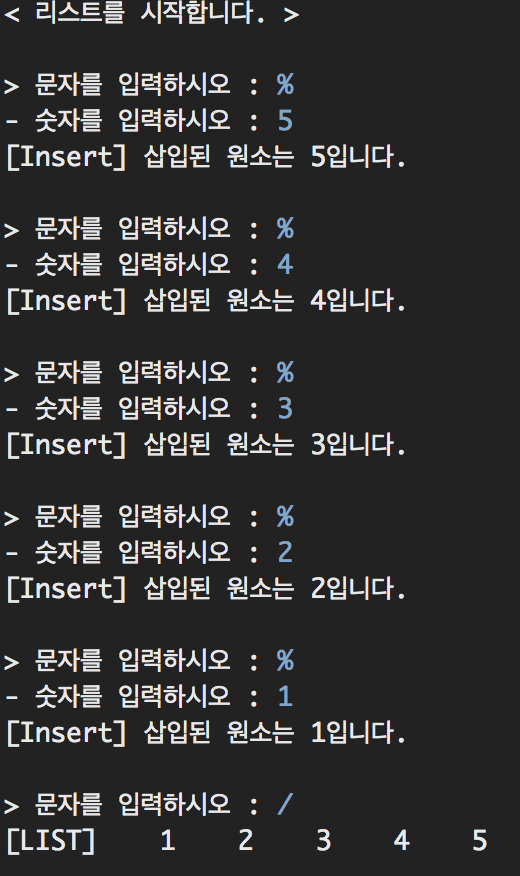 < 리스트를 시작합니다. >
> 문자를 입력하시오 : %
- 숫자를 입력하시오 : 5
[Insert] 삽입된 원소는 5입니다.
> 문자를 입력하시오 : %
- 숫자를 입력하시오 : 4
[Insert] 삽입된 원소는 4입니다.
> 문자를 입력하시오 : %
- 숫자를 입력하시오 : 3
[Insert] 삽입된 원소는 3입니다.
> 문자를 입력하시오 : %
- 숫자를 입력하시오 : 2
[Insert] 삽입된 원소는 2입니다.
> 문자를 입력하시오 : %
- 숫자를 입력하시오 : 1
[Insert] 삽입된 원소는 1입니다.
> 문자를 입력하시오 : /
[LIST] 1 2 3 4 5